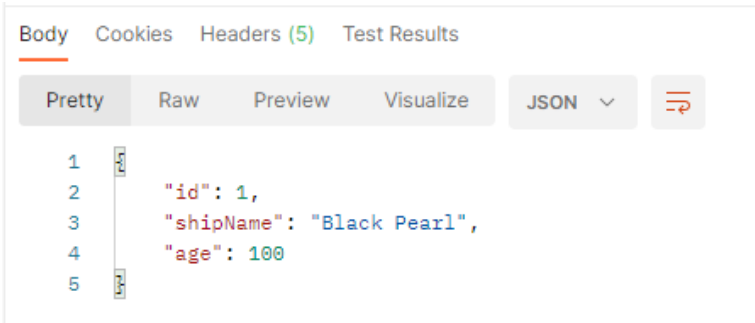 Body Cookies Headers (5) Test Results
Pretty Raw Preview Visualize JSON
1 {
2 "id": 1,
3 "shipName": "Black Pearl",
4 "age": 100
5 }